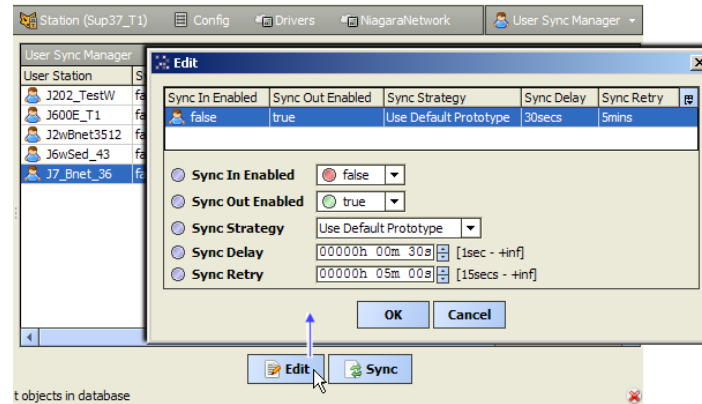 Station (Sup37_T1) Config Drivers NiagaraNetwork User Sync Manager
User Sync Manager
Edit
User Station
Sync In Enabled Sync Out Enabled Sync Strategy Sync Delay Sync Retry
J202_TestW
false true Use Default Prototype 30secs 5mins
J600E_T1
J2wBnet3512
J6wSed_43
J7_Bnet_36
Sync In Enabled false
Sync Out Enabled true
Sync Strategy Use Default Prototype
Sync Delay 00000h 00m 30s [1sec - +inf]
Sync Retry 00000h 05m 00s [15secs - +inf]
OK Cancel
Edit Sync
t objects in database